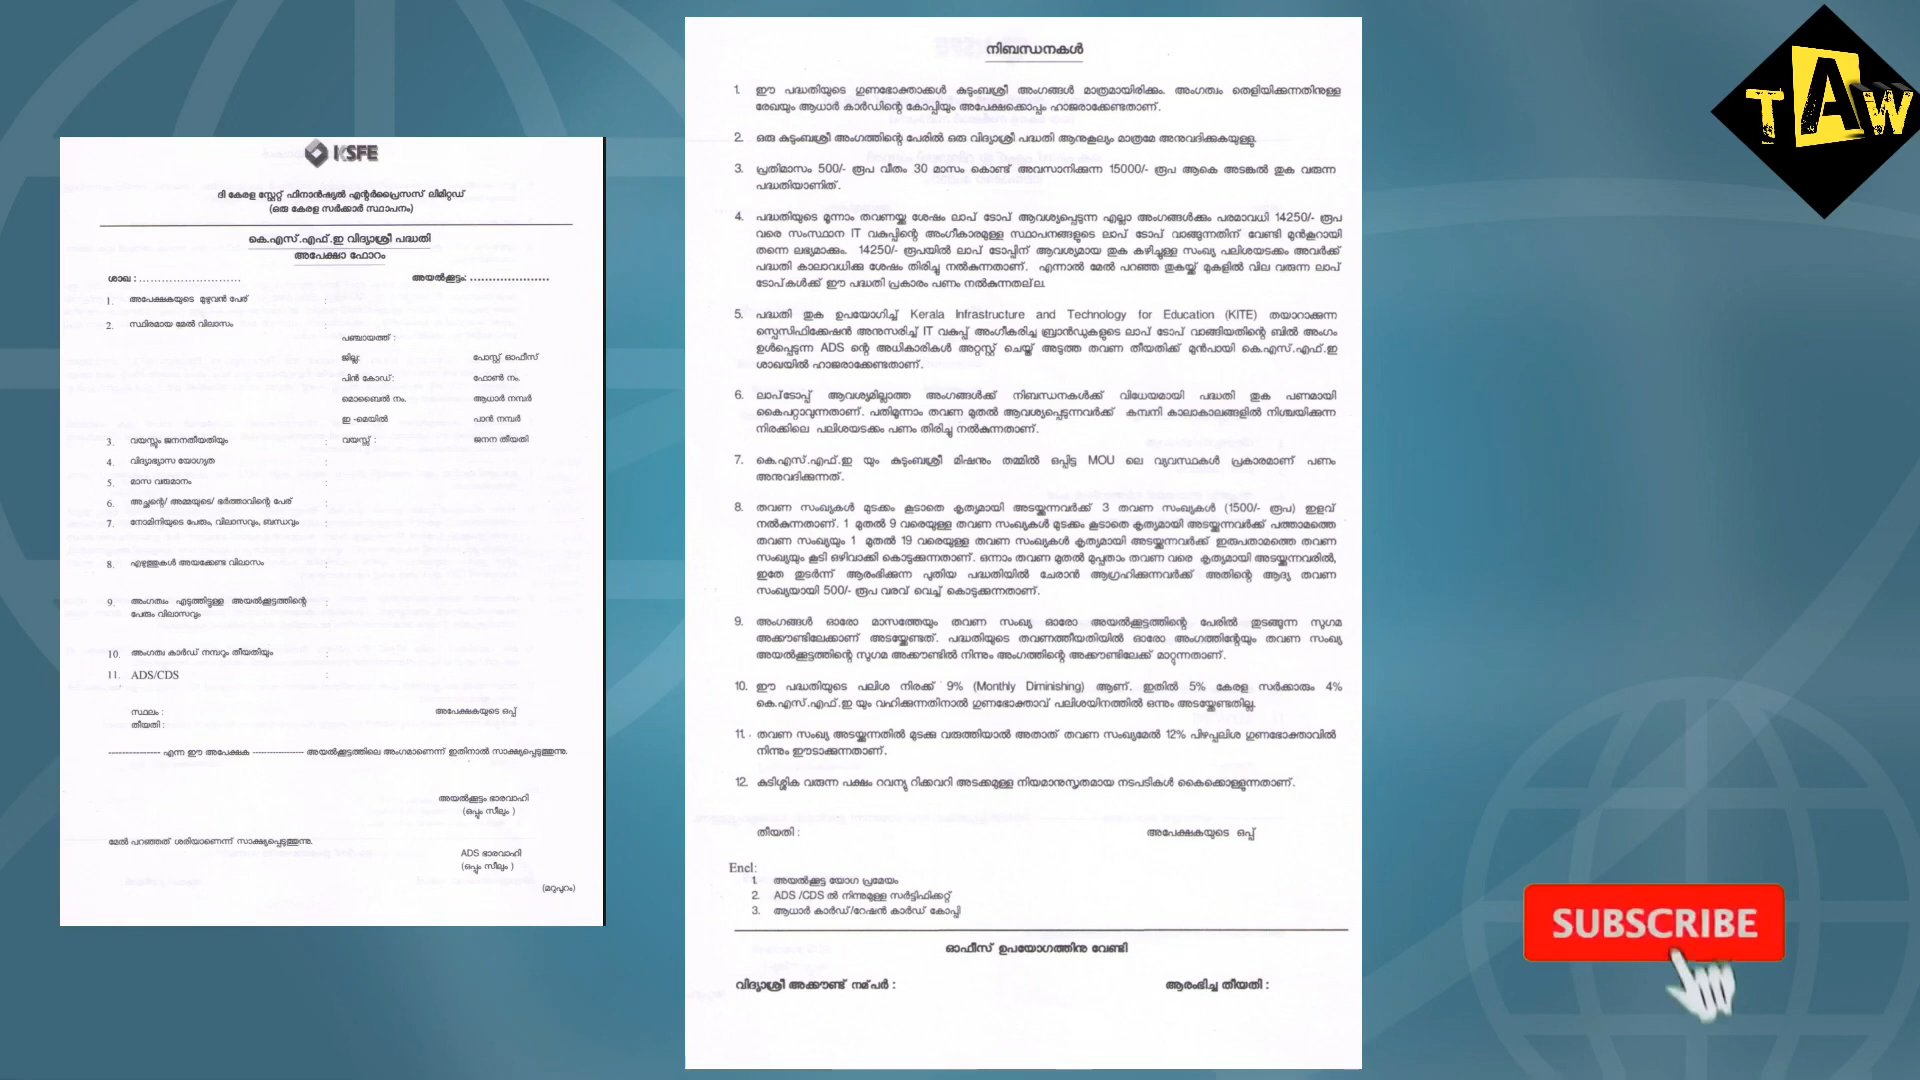 KSFE
ദി കേരള സ്റ്റേറ്റ് ഫിനാൻഷ്യൽ എന്റർപ്രൈസസ് ലിമിറ്റഡ്
(ഒരു കേരള സർക്കാർ സ്ഥാപനം)
കെ.എസ്.എഫ്.ഇ വിദ്യാശ്രീ പദ്ധതി
അപേക്ഷാ ഫോറം
ശാഖ : ..........................
അയൽക്കൂട്ടം: ....................
1. അപേക്ഷകയുടെ മുഴുവൻ പേര് :
2. സ്ഥിരമായ മേൽ വിലാസം :
പഞ്ചായത്ത് :
ജില്ല: പോസ്റ്റ് ഓഫീസ്
പിൻ കോഡ്: ഫോൺ നം.
മൊബൈൽ നം. ആധാർ നമ്പർ
ഇ -മെയിൽ പാൻ നമ്പർ
3. വയസ്സും ജനനതീയതിയും : വയസ്സ് : ജനന തീയതി
4. വിദ്യാഭ്യാസ യോഗ്യത :
5. മാസ വരുമാനം :
6. അച്ഛന്റെ/ അമ്മയുടെ/ ഭർത്താവിന്റെ പേര് :
7. നോമിനിയുടെ പേരും, വിലാസവും, ബന്ധവും :
8. എഴുത്തുകൾ അയക്കേണ്ട വിലാസം :
9. അംഗത്വം എടുത്തിട്ടുള്ള അയൽക്കൂട്ടത്തിന്റെ :
പേരും വിലാസവും
10. അംഗത്വ കാർഡ് നമ്പറും തീയതിയും :
11. ADS/CDS :
സ്ഥലം : അപേക്ഷകയുടെ ഒപ്പ്
തീയതി :
---------------- എന്ന ഈ അപേക്ഷക ---------------- അയൽക്കൂട്ടത്തിലെ അംഗമാണെന്ന് ഇതിനാൽ സാക്ഷ്യപ്പെടുത്തുന്നു.
അയൽക്കൂട്ടം ഭാരവാഹി
(ഒപ്പും സീലും )
മേൽ പറഞ്ഞത് ശരിയാണെന്ന് സാക്ഷ്യപ്പെടുത്തുന്നു.
ADS ഭാരവാഹി
(ഒപ്പും സീലും )
(മറുപുറം)
നിബന്ധനകൾ
1. ഈ പദ്ധതിയുടെ ഗുണഭോക്താക്കൾ കുടുംബശ്രീ അംഗങ്ങൾ മാത്രമായിരിക്കും. അംഗത്വം തെളിയിക്കുന്നതിനുള്ള
രേഖയും ആധാർ കാർഡിന്റെ കോപ്പിയും അപേക്ഷക്കൊപ്പം ഹാജരാക്കേണ്ടതാണ്.
2. ഒരു കുടുംബശ്രീ അംഗത്തിന്റെ പേരിൽ ഒരു വിദ്യാശ്രീ പദ്ധതി ആനുകൂല്യം മാത്രമേ അനുവദിക്കുകയുള്ളൂ.
3. പ്രതിമാസം 500/- രൂപ വീതം 30 മാസം കൊണ്ട് അവസാനിക്കുന്ന 15000/- രൂപ ആകെ അടങ്കൽ തുക വരുന്ന
പദ്ധതിയാണിത്.
4. പദ്ധതിയുടെ മൂന്നാം തവണയ്ക്കു ശേഷം ലാപ് ടോപ് ആവശ്യപ്പെടുന്ന എല്ലാ അംഗങ്ങൾക്കും പരമാവധി 14250/- രൂപ
വരെ സംസ്ഥാന IT വകുപ്പിന്റെ അംഗീകാരമുള്ള സ്ഥാപനങ്ങളുടെ ലാപ് ടോപ് വാങ്ങുന്നതിന് വേണ്ടി മുൻകൂറായി
തന്നെ ലഭ്യമാക്കും. 14250/- രൂപയിൽ ലാപ് ടോപ്പിന് ആവശ്യമായ തുക കഴിച്ചുള്ള സംഖ്യ പലിശയടക്കം അവർക്ക്
പദ്ധതി കാലാവധിക്കു ശേഷം തിരിച്ചു നൽകുന്നതാണ്. എന്നാൽ മേൽ പറഞ്ഞ തുകയ്ക്ക് മുകളിൽ വില വരുന്ന ലാപ്
ടോപ്കൾക്ക് ഈ പദ്ധതി പ്രകാരം പണം നൽകുന്നതല്ല.
5. പദ്ധതി തുക ഉപയോഗിച്ച് Kerala Infrastructure and Technology for Education (KITE) തയാറാക്കുന്ന
സ്പെസിഫിക്കേഷൻ അനുസരിച്ച് IT വകുപ്പ് അംഗീകരിച്ച ബ്രാൻഡുകളുടെ ലാപ് ടോപ് വാങ്ങിയതിന്റെ ബിൽ അംഗം
ഉൾപ്പെടുന്ന ADS ന്റെ അധികാരികൾ അറ്റസ്റ്റ് ചെയ്ത് അടുത്ത തവണ തീയതിക്ക് മുൻപായി കെ.എസ്.എഫ്.ഇ
ശാഖയിൽ ഹാജരാക്കേണ്ടതാണ്.
6. ലാപ്ടോപ്പ് ആവശ്യമില്ലാത്ത അംഗങ്ങൾക്ക് നിബന്ധനകൾക്ക് വിധേയമായി പദ്ധതി തുക പണമായി
കൈപറ്റാവുന്നതാണ്. പതിമൂന്നാം തവണ മുതൽ ആവശ്യപ്പെടുന്നവർക്ക് കമ്പനി കാലാകാലങ്ങളിൽ നിശ്ചയിക്കുന്ന
നിരക്കിലെ പലിശയടക്കം പണം തിരിച്ചു നൽകുന്നതാണ്.
7. കെ.എസ്.എഫ്.ഇ യും കുടുംബശ്രീ മിഷനും തമ്മിൽ ഒപ്പിട്ട MOU ലെ വ്യവസ്ഥകൾ പ്രകാരമാണ് പണം
അനുവദിക്കുന്നത്.
8. തവണ സംഖ്യകൾ മുടക്കം കൂടാതെ കൃത്യമായി അടയ്ക്കുന്നവർക്ക് 3 തവണ സംഖ്യകൾ (1500/- രൂപ) ഇളവ്
നൽകുന്നതാണ്. 1 മുതൽ 9 വരെയുള്ള തവണ സംഖ്യകൾ മുടക്കം കൂടാതെ കൃത്യമായി അടയ്ക്കുന്നവർക്ക് പത്താമത്തെ
തവണ സംഖ്യയും 1 മുതൽ 19 വരെയുള്ള തവണ സംഖ്യകൾ കൃത്യമായി അടയ്ക്കുന്നവർക്ക് ഇരുപതാമത്തെ തവണ
സംഖ്യയും കൂടി ഒഴിവാക്കി കൊടുക്കുന്നതാണ്. ഒന്നാം തവണ മുതൽ മുപ്പതാം തവണ വരെ കൃത്യമായി അടയ്ക്കുന്നവരിൽ,
ഇതേ തുടർന്ന് ആരംഭിക്കുന്ന പുതിയ പദ്ധതിയിൽ ചേരാൻ ആഗ്രഹിക്കുന്നവർക്ക് അതിന്റെ ആദ്യ തവണ
സംഖ്യയായി 500/- രൂപ വരവ് വെച്ച് കൊടുക്കുന്നതാണ്.
9. അംഗങ്ങൾ ഓരോ മാസത്തേയും തവണ സംഖ്യ ഓരോ അയൽക്കൂട്ടത്തിന്റെ പേരിൽ തുടങ്ങുന്ന സുഗമ
അക്കൗണ്ടിലേക്കാണ് അടയ്ക്കേണ്ടത്. പദ്ധതിയുടെ തവണത്തീയതിയിൽ ഓരോ അംഗത്തിന്റേയും തവണ സംഖ്യ
അയൽക്കൂട്ടത്തിന്റെ സുഗമ അക്കൗണ്ടിൽ നിന്നും അംഗത്തിന്റെ അക്കൗണ്ടിലേക്ക് മാറ്റുന്നതാണ്.
10. ഈ പദ്ധതിയുടെ പലിശ നിരക്ക് 9% (Monthly Diminishing) ആണ്. ഇതിൽ 5% കേരള സർക്കാരും 4%
കെ.എസ്.എഫ്.ഇ യും വഹിക്കുന്നതിനാൽ ഗുണഭോക്താവ് പലിശയിനത്തിൽ ഒന്നും അടയ്ക്കേണ്ടതില്ല.
11. തവണ സംഖ്യ അടയ്ക്കുന്നതിൽ മുടക്കു വരുത്തിയാൽ അതാത് തവണ സംഖ്യമേൽ 12% പിഴപ്പലിശ ഗുണഭോക്താവിൽ
നിന്നും ഈടാക്കുന്നതാണ്.
12. കുടിശ്ശിക വരുന്ന പക്ഷം റവന്യു റിക്കവറി അടക്കമുള്ള നിയമാനുസൃതമായ നടപടികൾ കൈക്കൊള്ളുന്നതാണ്.
തീയതി : അപേക്ഷകയുടെ ഒപ്പ്
Encl:
1. അയൽക്കൂട്ട യോഗ പ്രമേയം
2. ADS /CDS ൽ നിന്നുമുള്ള സർട്ടിഫിക്കറ്റ്
3. ആധാർ കാർഡ്/റേഷൻ കാർഡ് കോപ്പി
ഓഫീസ് ഉപയോഗത്തിനു വേണ്ടി
വിദ്യാശ്രീ അക്കൗണ്ട് നമ്പർ : ആരംഭിച്ച തീയതി :
TAW
SUBSCRIBE